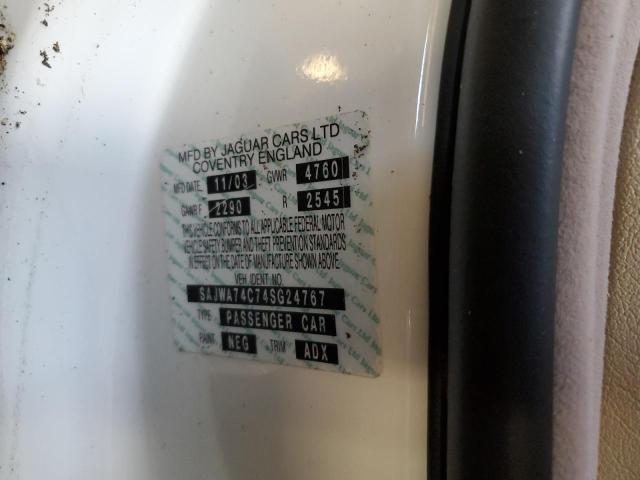 MFD BY JAGUAR CARS LTD
COVENTRY ENGLAND
MFD DATE. 11/03 GVWR 4760
GAWR F 2290 R 2545
THIS VEHICLE CONFORMS TO ALL APPLICABLE FEDERAL MOTOR
VEHICLE SAFETY BUMPER AND THEFT PREVENTION STANDARDS
IN EFFECT ON THE DATE OF MANUFACTURE SHOWN ABOVE.
VEH. IDENT NO.
SAJWA74C74SG24767
TYPE PASSENGER CAR
PAINT NEG TRIM ADX